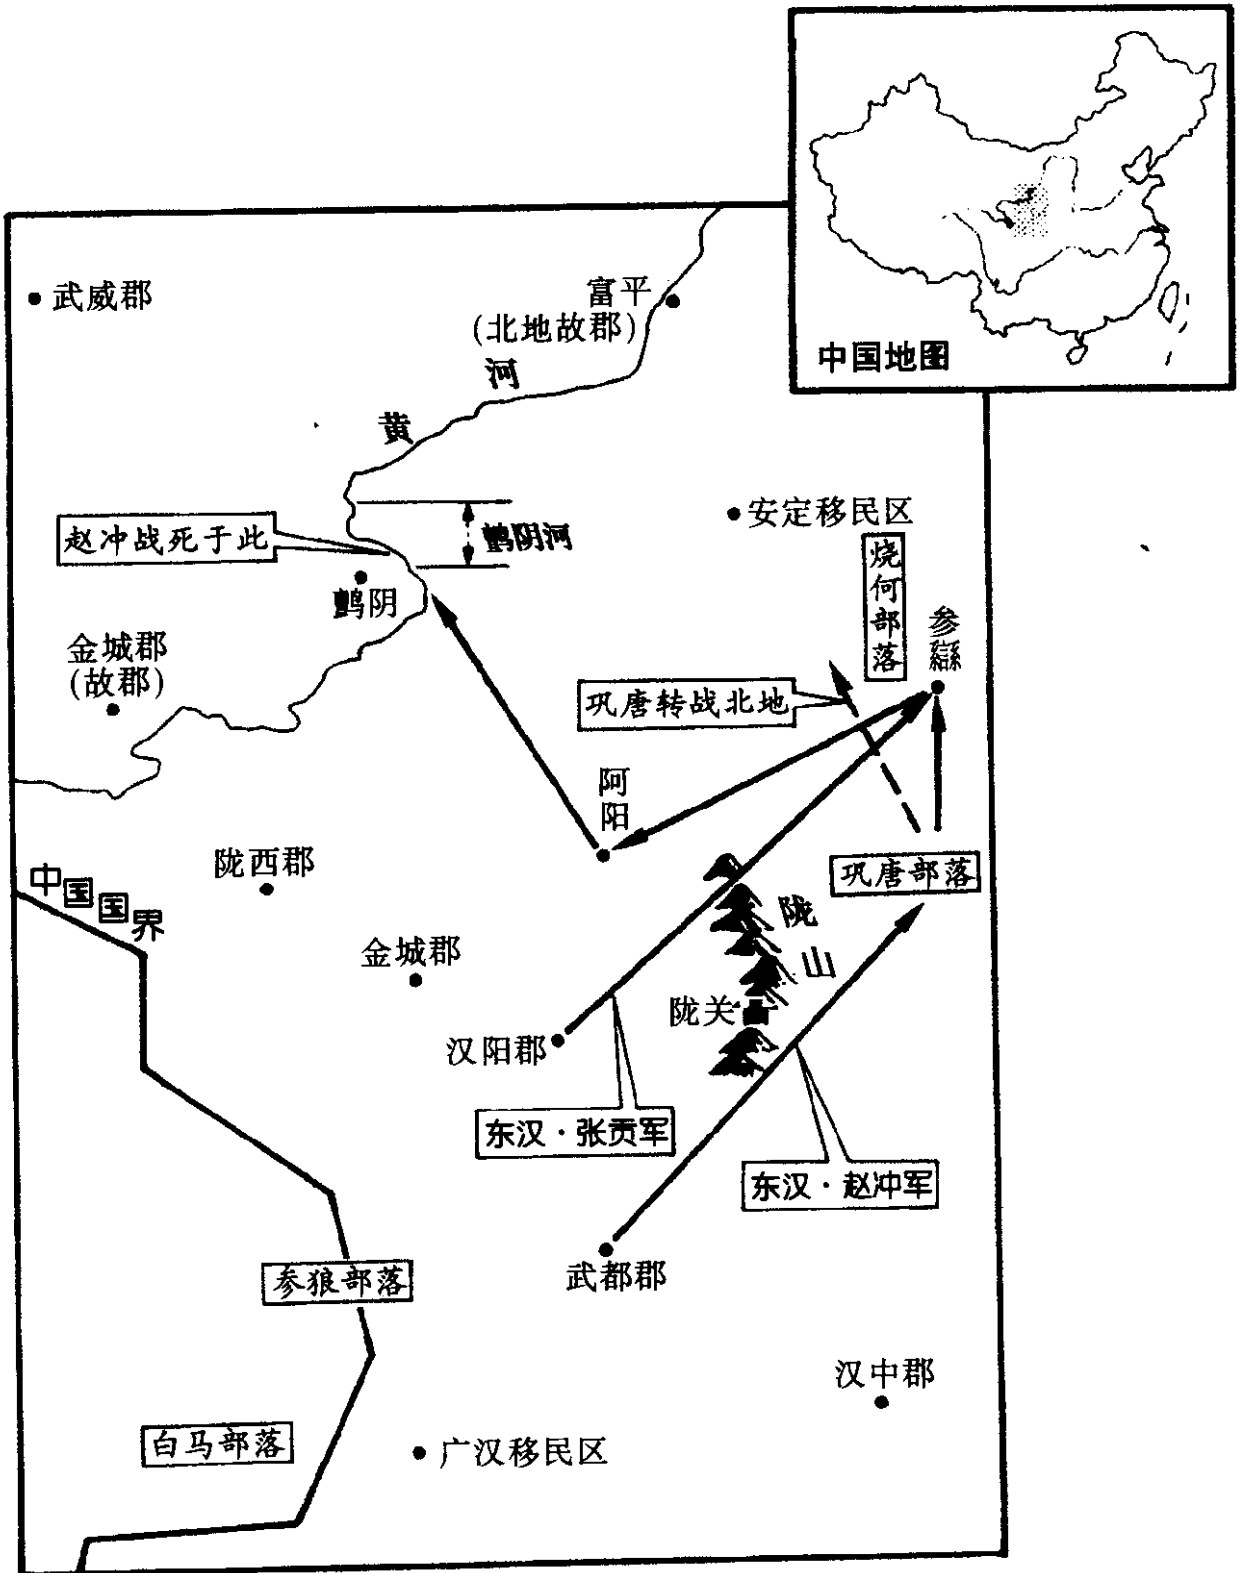 中国地图
武威郡
富平
(北地故郡)
黄河
赵冲战死于此
鹯阴河
安定移民区
烧何部落
鹯阴
参䜌
金城郡
(故郡)
巩唐转战北地
阿阳
陇西郡
巩唐部落
中国国界
陇山
金城郡
陇关
汉阳郡
东汉·张贡军
东汉·赵冲军
武都郡
参狼部落
汉中郡
白马部落
广汉移民区